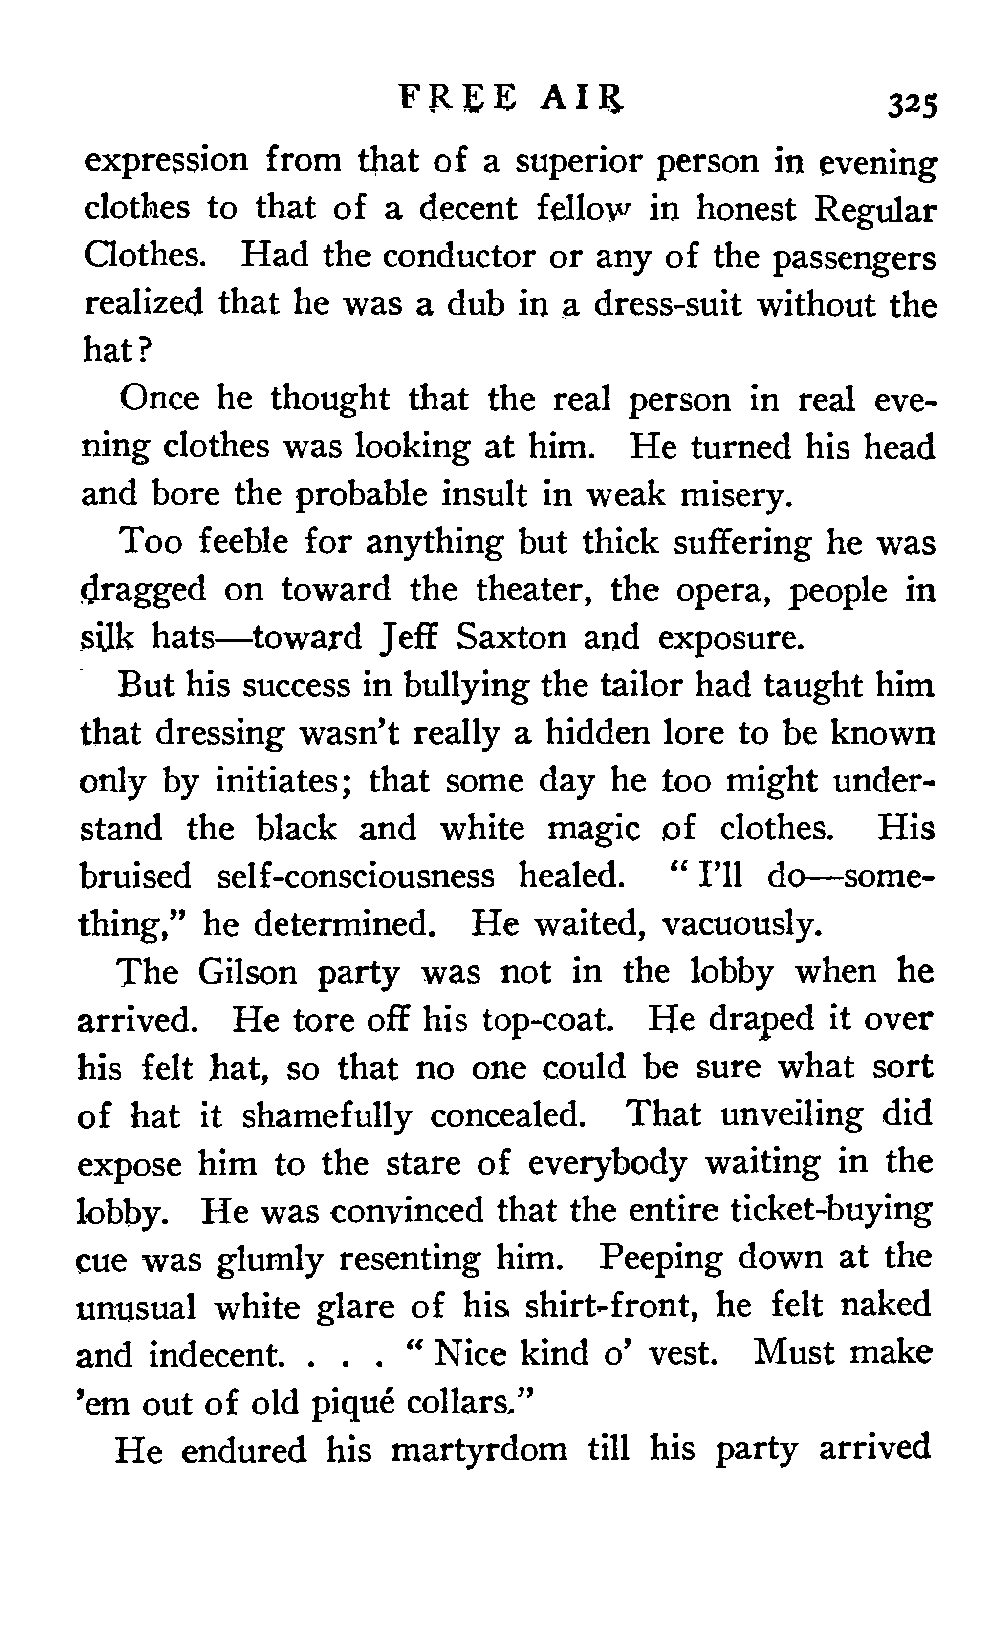 FREE AIR 325
expression from that of a superior person in evening
clothes to that of a decent fellow in honest Regular
Clothes. Had the conductor or any of the passengers
realized that he was a dub in a dress-suit without the
hat?
Once he thought that the real person in real eve-
ning clothes was looking at him. He turned his head
and bore the probable insult in weak misery.
Too feeble for anything but thick suffering he was
dragged on toward the theater, the opera, people in
silk hats—toward Jeff Saxton and exposure.
But his success in bullying the tailor had taught him
that dressing wasn't really a hidden lore to be known
only by initiates; that some day he too might under-
stand the black and white magic of clothes. His
bruised self-consciousness healed. “I'll do—some-
thing,” he determined. He waited, vacuously.
The Gilson party was not in the lobby when he
arrived. He tore off his top-coat. He draped it over
his felt hat, so that no one could be sure what sort
of hat it shamefully concealed. That unveiling did
expose him to the stare of everybody waiting in the
lobby. He was convinced that the entire ticket-buying
cue was glumly resenting him. Peeping down at the
unusual white glare of his shirt-front, he felt naked
and indecent. . . . “Nice kind o' vest. Must make
'em out of old piqué collars.”
He endured his martyrdom till his party arrived